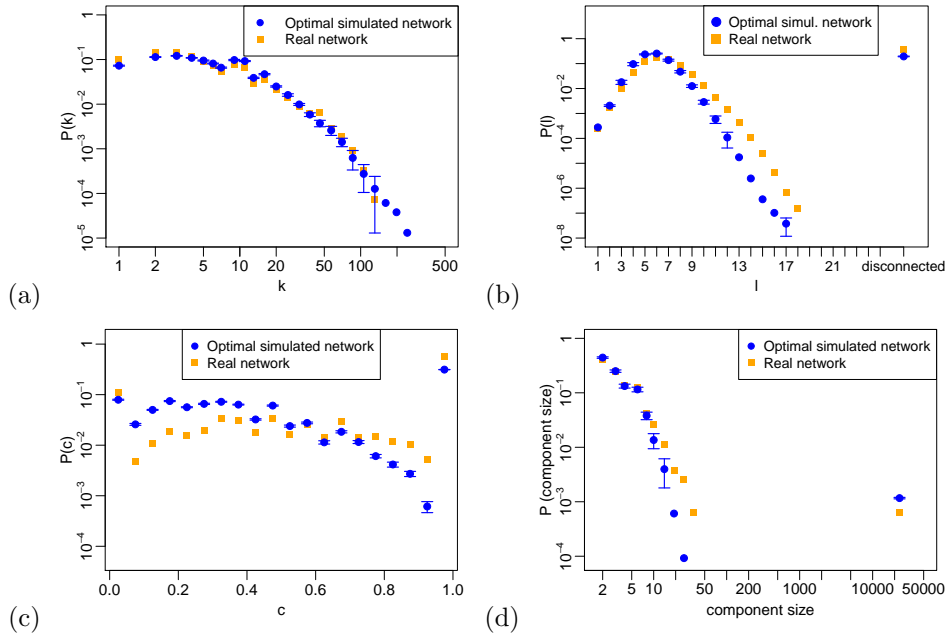 Optimal simulated network
Real network
P(k)
1
10⁻¹
10⁻²
10⁻³
10⁻⁴
10⁻⁵
1 2 5 10 20 50 100 500
k
(a)
Optimal simul. network
Real network
P(l)
1
10⁻²
10⁻⁴
10⁻⁶
10⁻⁸
1 3 5 7 9 13 17 21 disconnected
l
(b)
Optimal simulated network
Real network
P(c)
1
10⁻¹
10⁻²
10⁻³
10⁻⁴
0.0 0.2 0.4 0.6 0.8 1.0
c
(c)
Optimal simulated network
Real network
P (component size)
1
10⁻¹
10⁻²
10⁻³
10⁻⁴
2 5 10 50 200 1000 10000 50000
component size
(d)